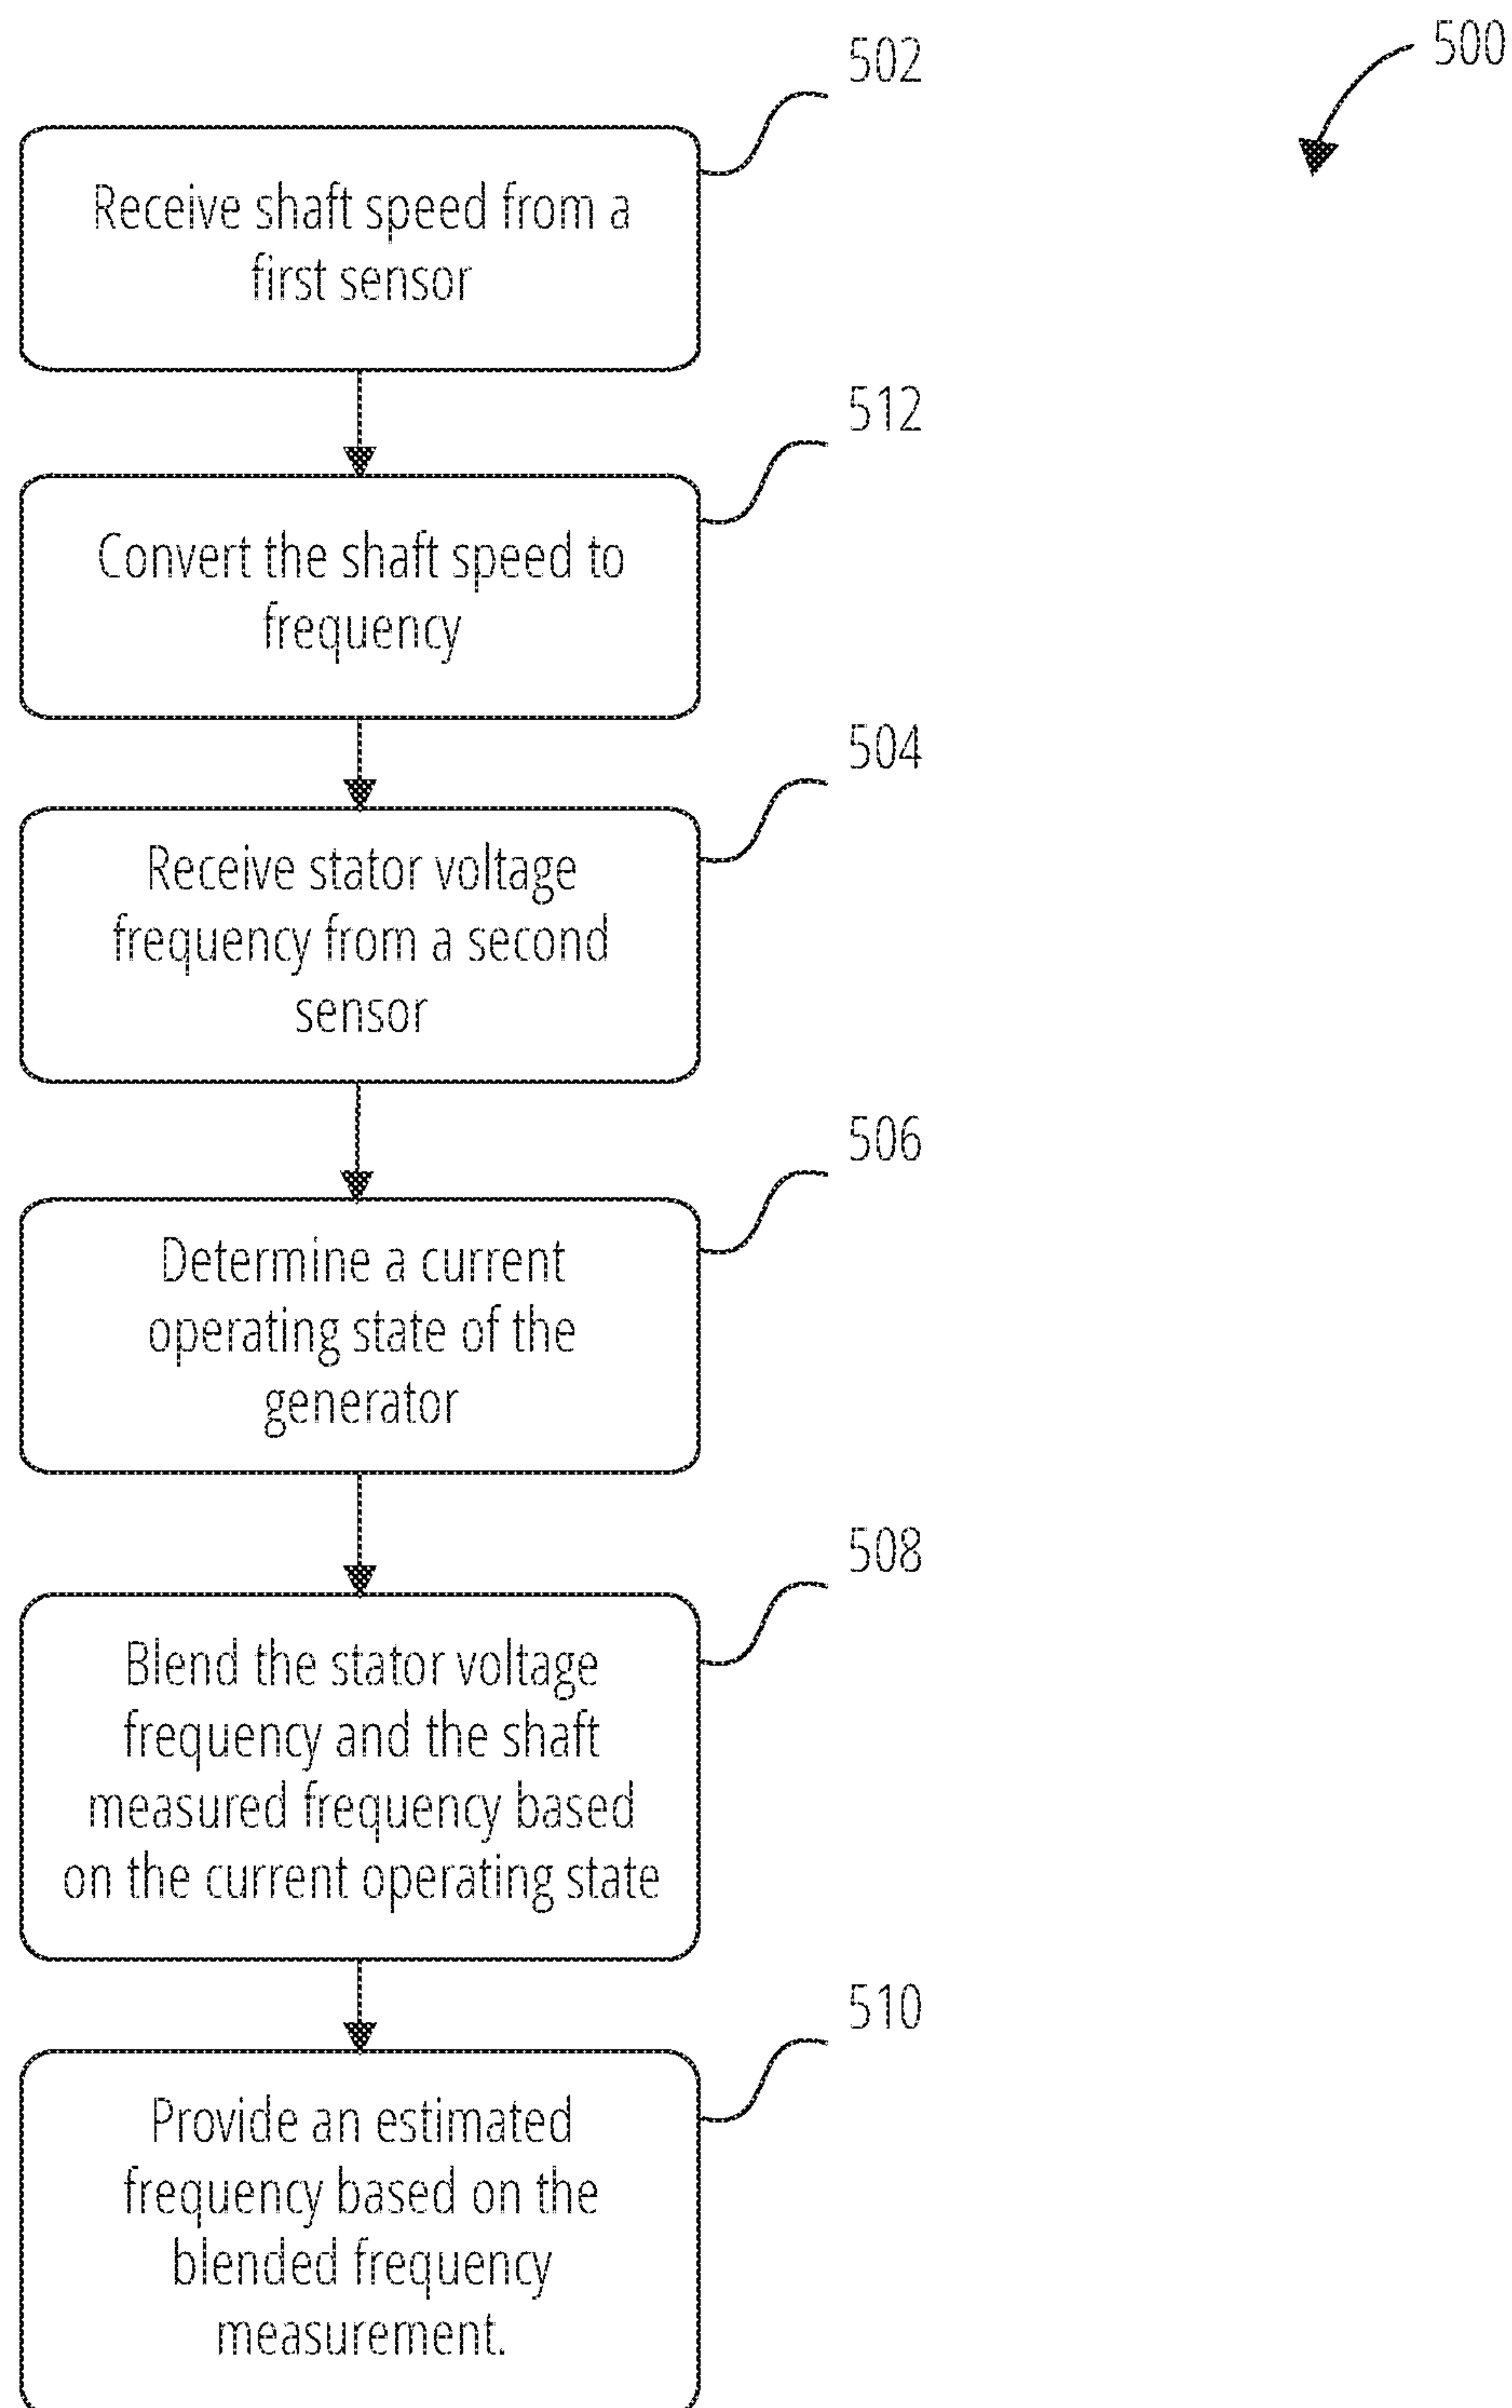 500
502
Receive shaft speed from a
first sensor
512
Convert the shaft speed to
frequency
504
Receive stator voltage
frequency from a second
sensor
506
Determine a current
operating state of the
generator
508
Blend the stator voltage
frequency and the shaft
measured frequency based
on the current operating state
510
Provide an estimated
frequency based on the
blended frequency
measurement.